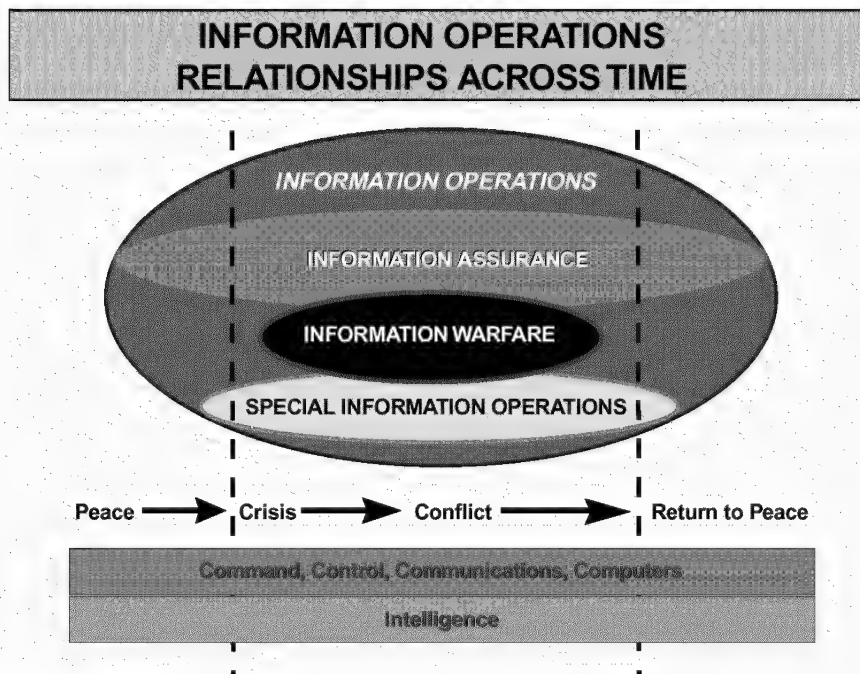 INFORMATION OPERATIONS
RELATIONSHIPS ACROSS TIME
INFORMATION OPERATIONS
INFORMATION ASSURANCE
INFORMATION WARFARE
SPECIAL INFORMATION OPERATIONS
Peace Crisis Conflict Return to Peace
Command, Control, Communications, Computers
Intelligence